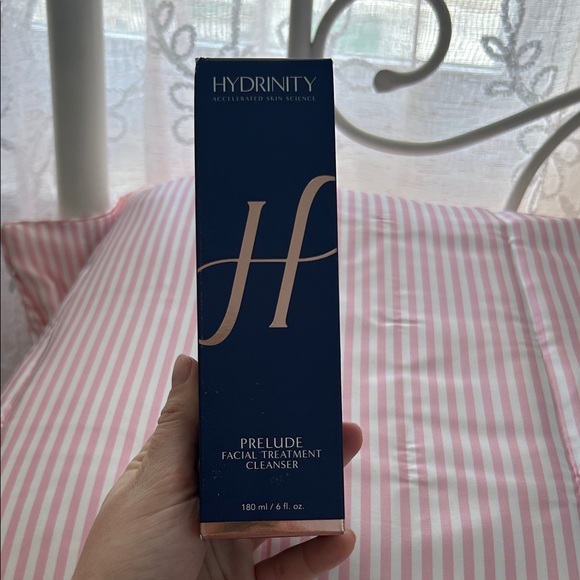 HYDRINITY
ACCELERATED SKIN SCIENCE
H
PRELUDE
FACIAL TREATMENT
CLEANSER
180 ml / 6 fl. oz.